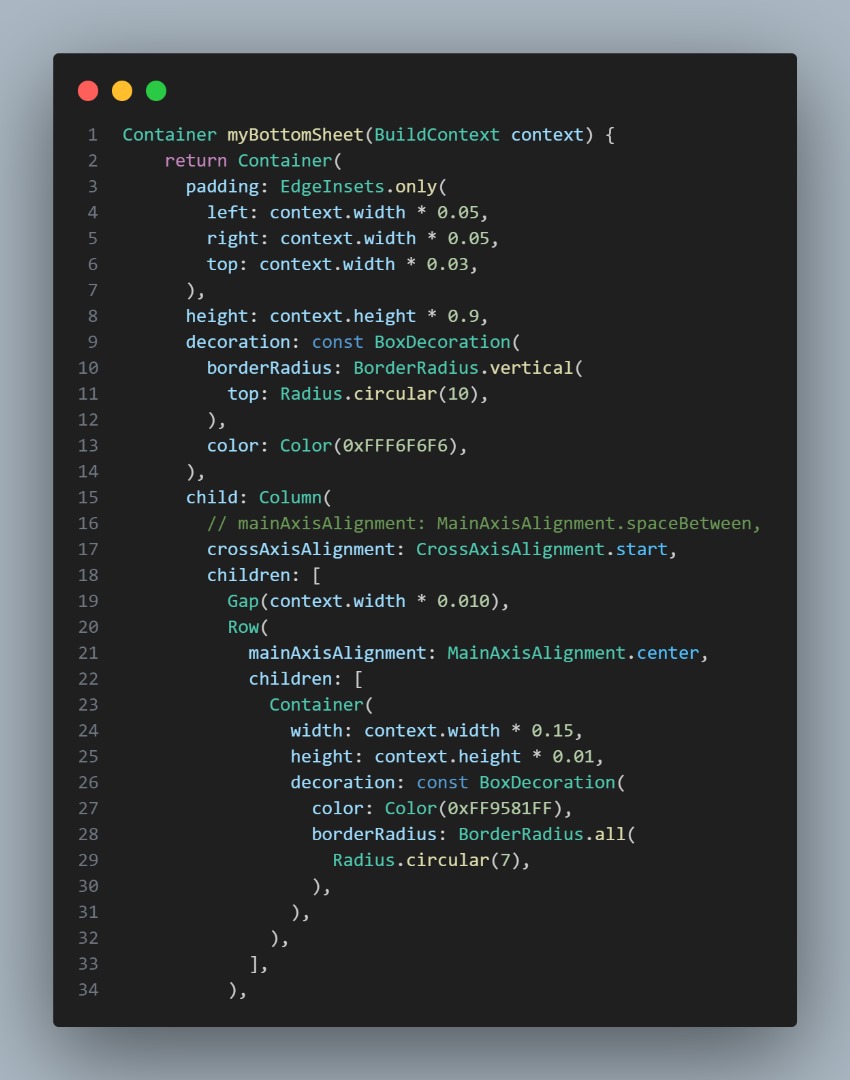 1 Container myBottomSheet(BuildContext context) {
2     return Container(
3       padding: EdgeInsets.only(
4         left: context.width * 0.05,
5         right: context.width * 0.05,
6         top: context.width * 0.03,
7       ),
8       height: context.height * 0.9,
9       decoration: const BoxDecoration(
10         borderRadius: BorderRadius.vertical(
11           top: Radius.circular(10),
12         ),
13         color: Color(0xFFF6F6F6),
14       ),
15       child: Column(
16         // mainAxisAlignment: MainAxisAlignment.spaceBetween,
17         crossAxisAlignment: CrossAxisAlignment.start,
18         children: [
19           Gap(context.width * 0.010),
20           Row(
21             mainAxisAlignment: MainAxisAlignment.center,
22             children: [
23               Container(
24                 width: context.width * 0.15,
25                 height: context.height * 0.01,
26                 decoration: const BoxDecoration(
27                   color: Color(0xFF9581FF),
28                   borderRadius: BorderRadius.all(
29                     Radius.circular(7),
30                   ),
31                 ),
32               ),
33             ],
34           ),